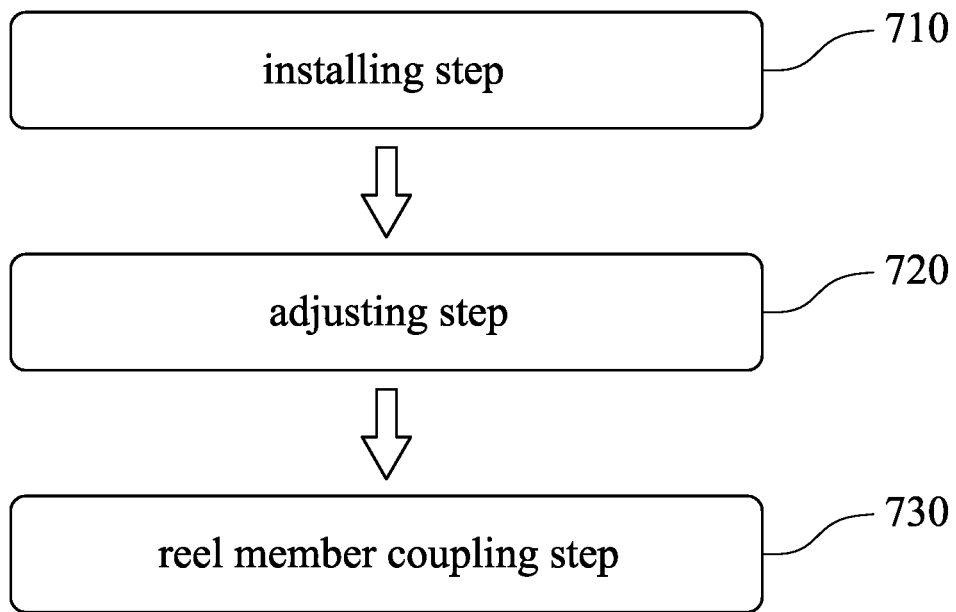 installing step
710
adjusting step
720
reel member coupling step
730